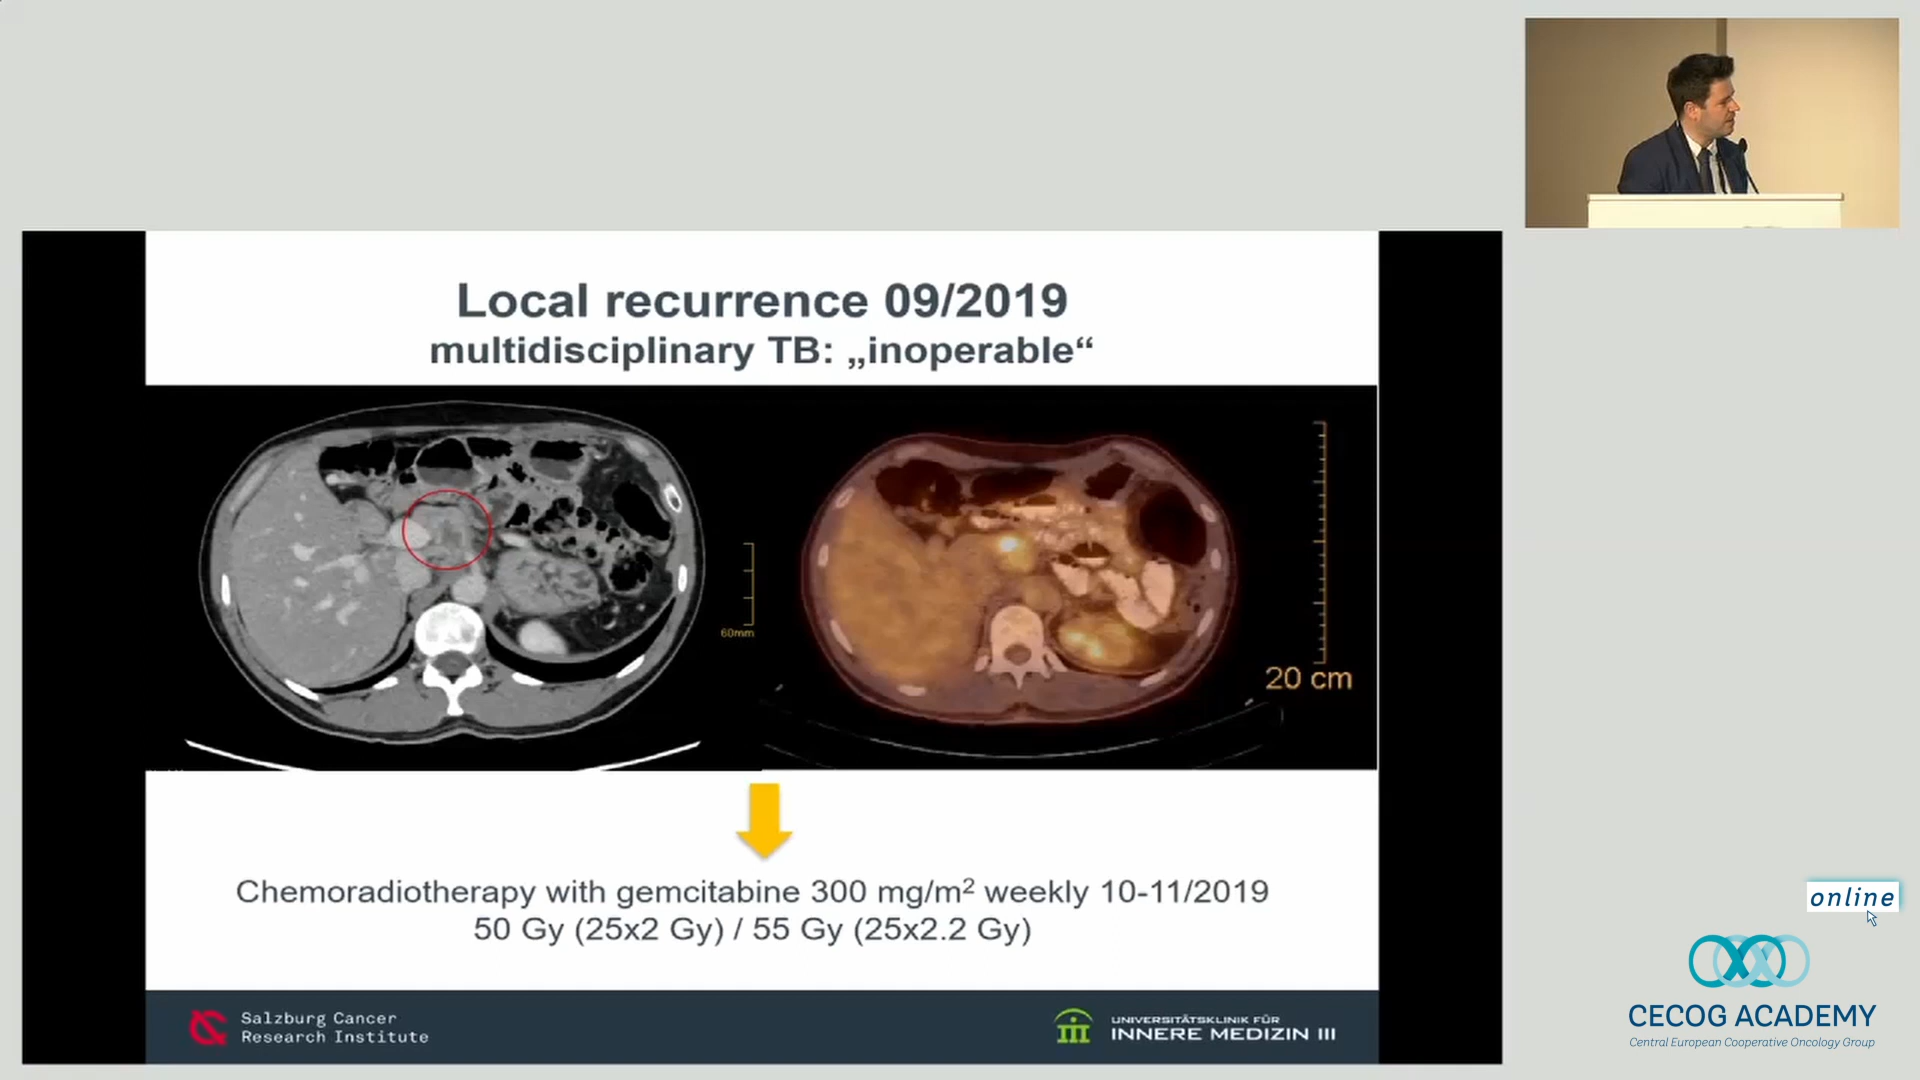 Local recurrence 09/2019
multidisciplinary TB: „inoperable“
60mm
20 cm
Chemoradiotherapy with gemcitabine 300 mg/m² weekly 10-11/2019
50 Gy (25x2 Gy) / 55 Gy (25x2.2 Gy)
Salzburg Cancer
Research Institute
UNIVERSITÄTSKLINIK FÜR
INNERE MEDIZIN III
online
CECOG ACADEMY
Central European Cooperative Oncology Group